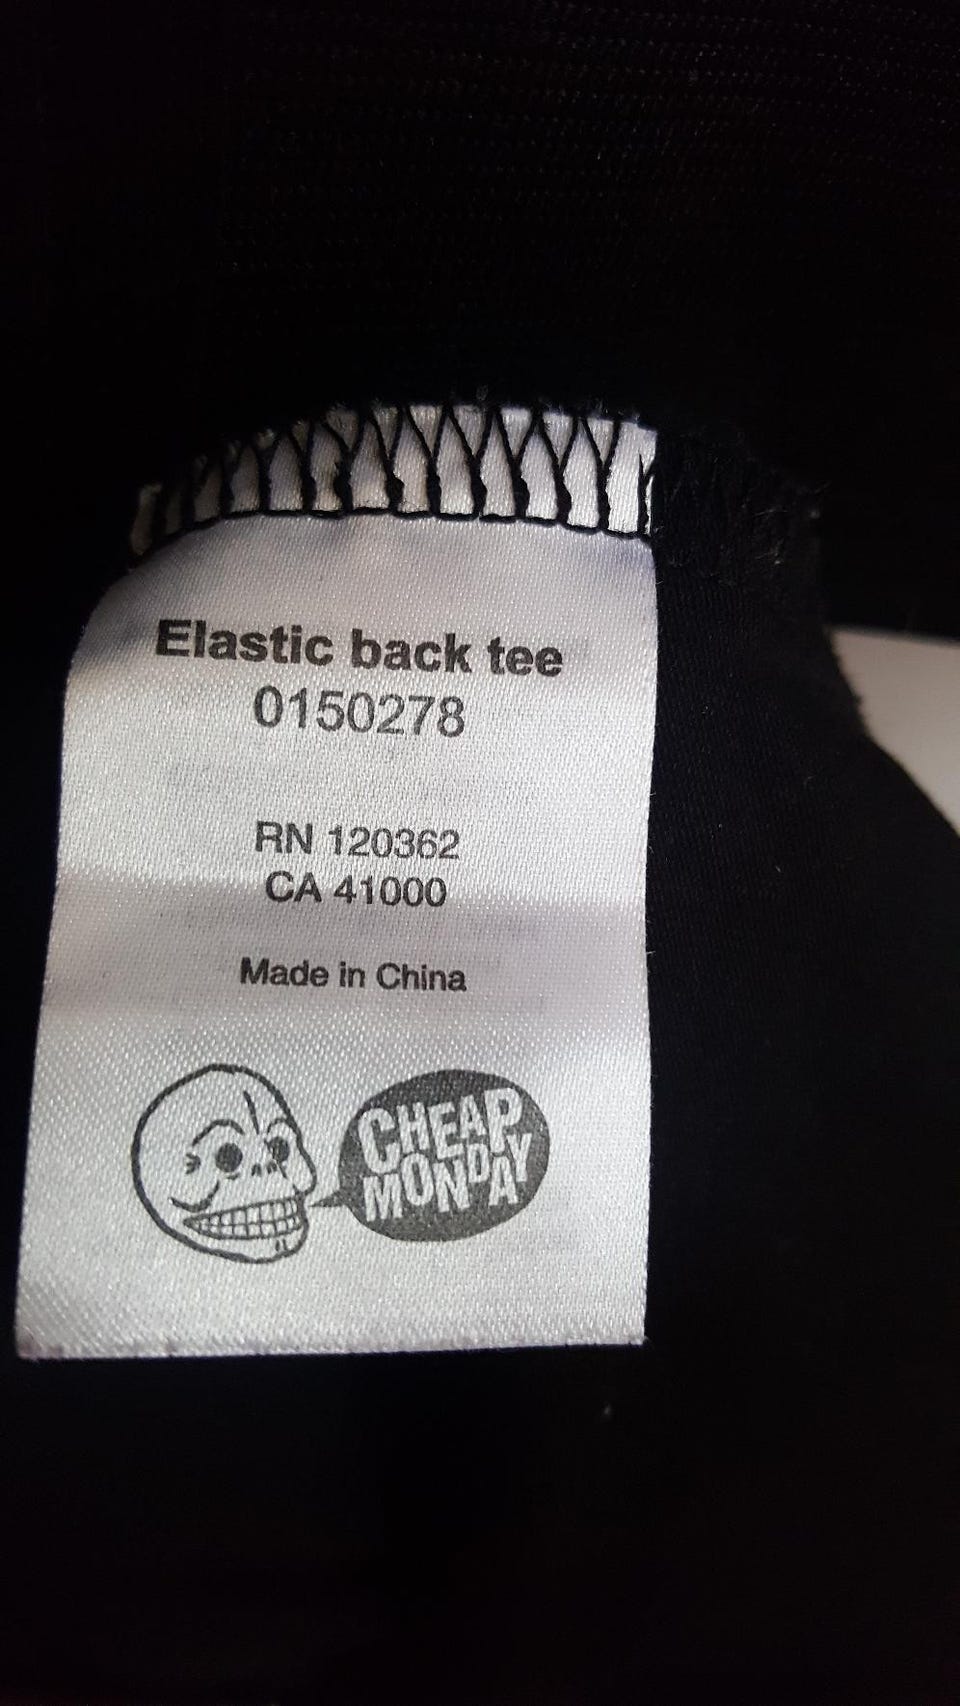 Elastic back tee
0150278
RN 120362
CA 41000
Made in China
CHEAP
MONDAY